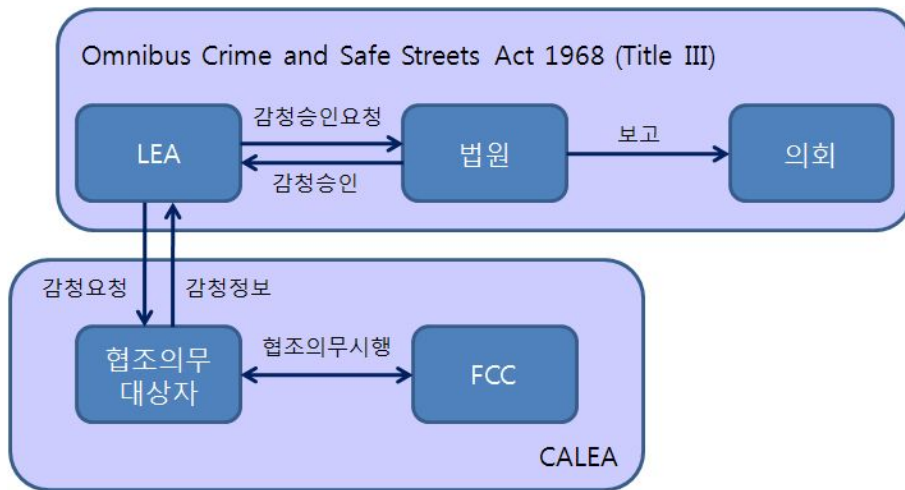 Omnibus Crime and Safe Streets Act 1968 (Title III)
LEA
감청승인요청
감청승인
법원
보고
의회
감청요청
감청정보
협조의무
대상자
협조의무시행
FCC
CALEA